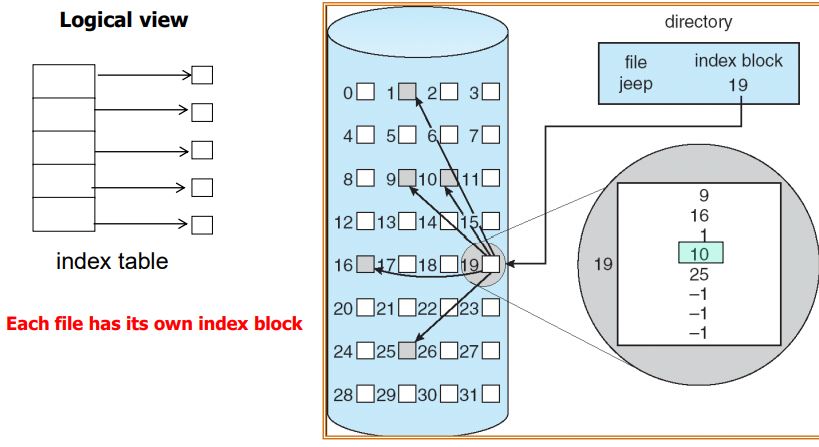 Logical view
index table
Each file has its own index block
directory
file index block
jeep 19
0 1 2 3
4 5 6 7
8 9 10 11
12 13 14 15
16 17 18 19
20 21 22 23
24 25 26 27
28 29 30 31
19
9
16
1
10
25
–1
–1
–1